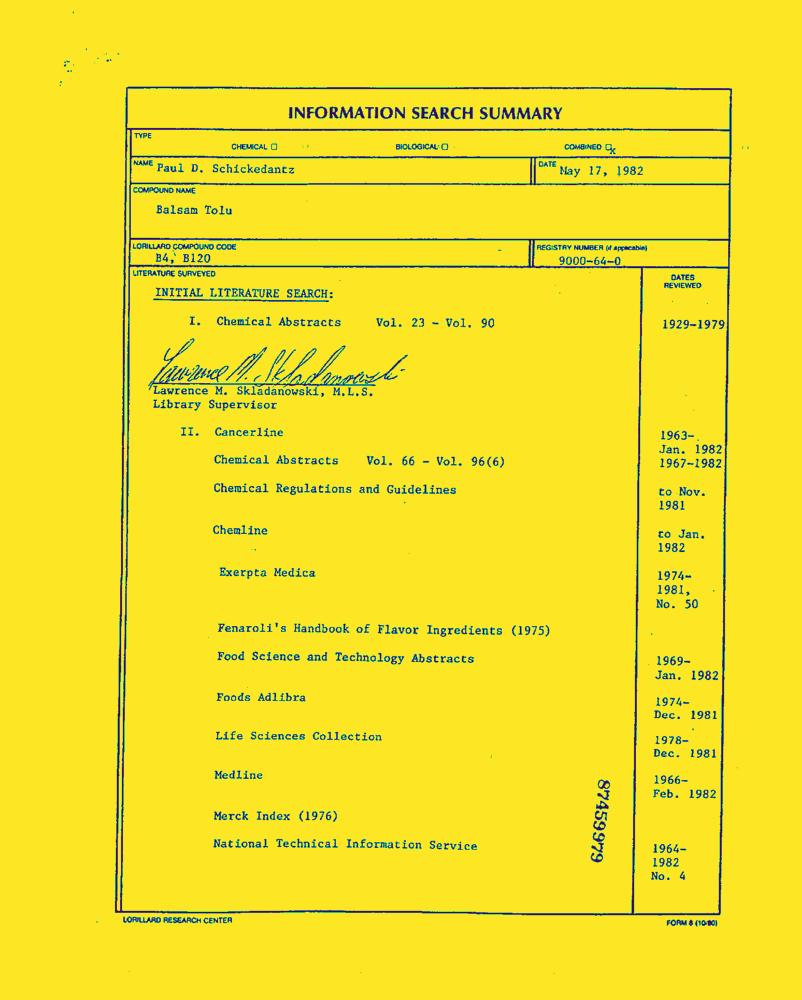 INFORMATION SEARCH SUMMARY
TYPE
CHEMICAL ☐ BIOLOGICAL ☐ COMBINED ☐x
NAME Paul D. Schickedantz DATE May 17, 1982
COMPOUND NAME
Balsam Tolu
LORILLARD COMPOUND CODE REGISTRY NUMBER (if applicable)
B4, B120 9000-64-0
LITERATURE SURVEYED DATES REVIEWED
INITIAL LITERATURE SEARCH:
I. Chemical Abstracts Vol. 23 - Vol. 90 1929-1979
Lawrence M. Skladanowski
Lawrence M. Skladanowski, M.L.S.
Library Supervisor
II. Cancerline 1963-
Jan. 1982
Chemical Abstracts Vol. 66 - Vol. 96(6) 1967-1982
Chemical Regulations and Guidelines to Nov.
1981
Chemline to Jan.
1982
Exerpta Medica 1974-
1981,
No. 50
Fenaroli's Handbook of Flavor Ingredients (1975)
Food Science and Technology Abstracts 1969-
Jan. 1982
Foods Adlibra 1974-
Dec. 1981
Life Sciences Collection 1978-
Dec. 1981
Medline 1966-
Feb. 1982
Merck Index (1976)
National Technical Information Service 1964-
1982
No. 4
87459979
LORILLARD RESEARCH CENTER FORM 8 (10/80)